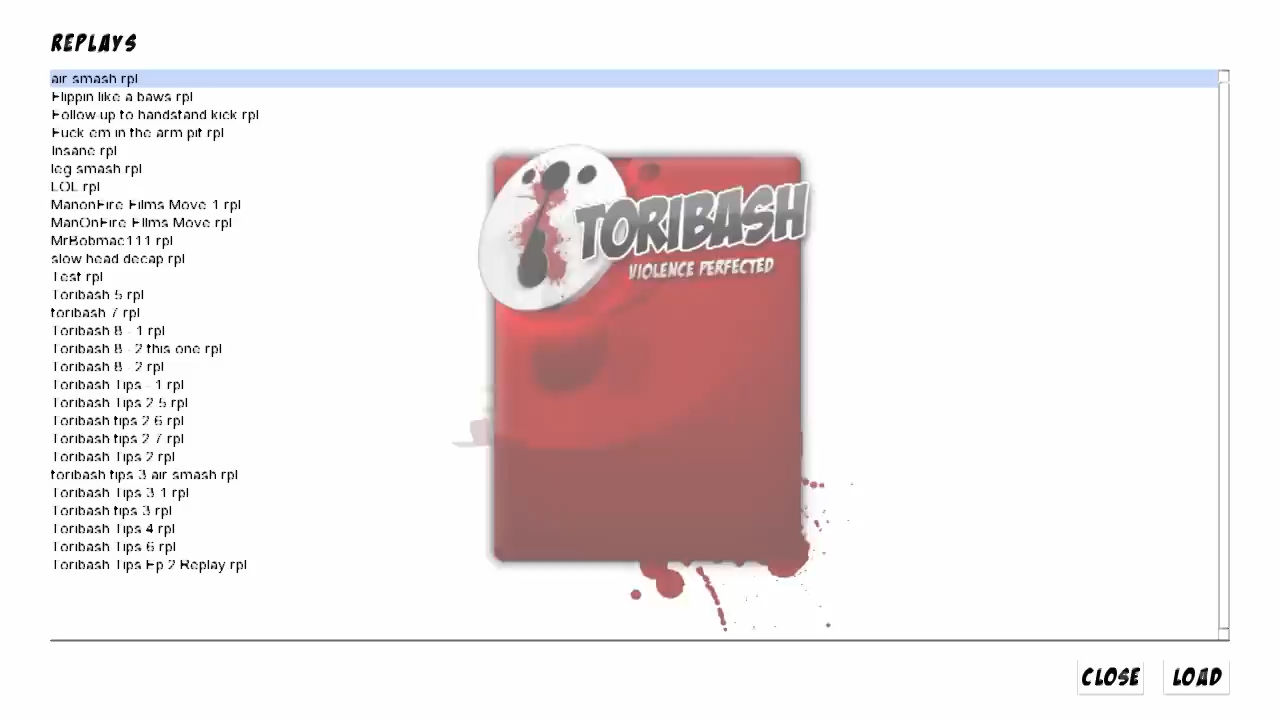 REPLAYS
air smash rpl
Flippin like a baws rpl
Follow-up to handstand kick rpl
Fuck em in the arm pit rpl
Insane rpl
leg smash rpl
LOL rpl
ManonFire Films Move 1 rpl
ManOnFire FIlms Move rpl
MrBobmac111 rpl
slow head decap rpl
Test rpl
Toribash 5 rpl
toribash 7 rpl
Toribash 8 - 1 rpl
Toribash 8 - 2 this one rpl
Toribash 8 - 2 rpl
Toribash Tips - 1 rpl
Toribash Tips 2.5 rpl
Toribash tips 2.6 rpl
Toribash tips 2.7 rpl
Toribash Tips 2 rpl
toribash tips 3 air smash rpl
Toribash Tips 3.1 rpl
Toribash tips 3 rpl
Toribash Tips 4 rpl
Toribash Tips 6 rpl
Toribash Tips Ep 2 Replay rpl
TORIBASH
VIOLENCE PERFECTED
CLOSE LOAD